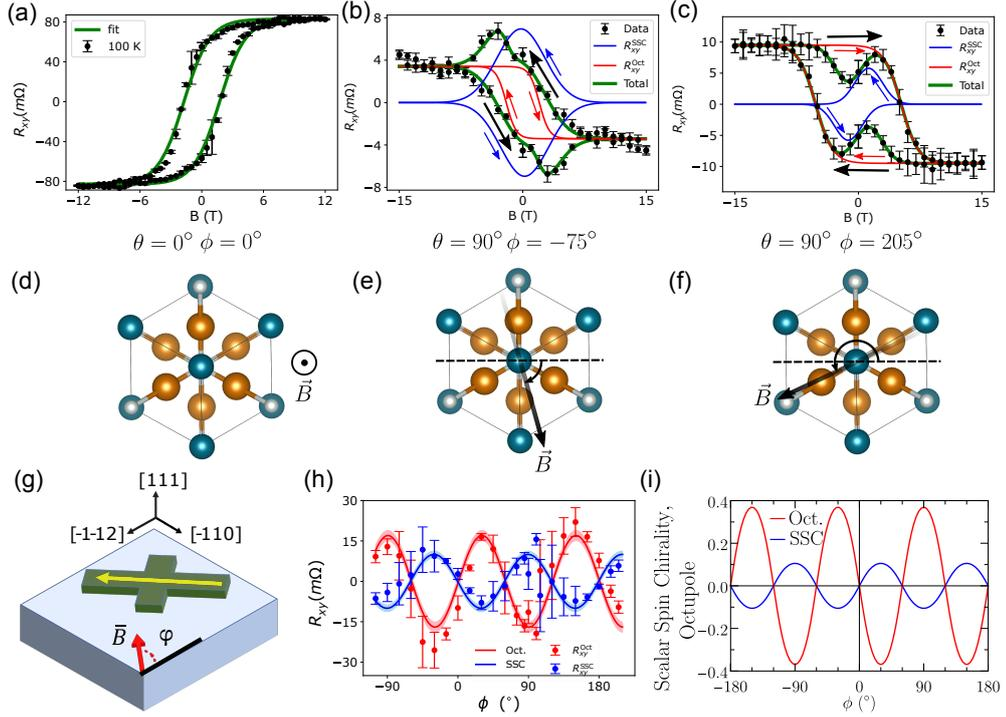 (a)
80
40
0
−40
−80
R_xy(mΩ)
fit
100 K
−12 −6 0 6 12
B (T)
θ = 0° ϕ = 0°
(b)
8
4
0
−4
−8
R_xy(mΩ)
Data
R_xy^SSC
R_xy^Oct
Total
−15 0 15
B (T)
θ = 90° ϕ = −75°
(c)
10
5
0
−5
−10
R_xy(mΩ)
Data
R_xy^SSC
R_xy^Oct
Total
−15 0 15
B (T)
θ = 90° ϕ = 205°
(d)
B⃗
(e)
B⃗
(f)
B⃗
(g)
[111]
[-1-12] [-110]
B̅ φ
(h)
30
15
0
−15
−30
R_xy(mΩ)
Oct.
SSC
R_xy^Oct
R_xy^SSC
−90 0 90 180
ϕ (°)
(i)
Scalar Spin Chirality,
Octupole
0.4
0.2
0.0
-0.2
-0.4
Oct.
SSC
-180 -90 0 90 180
ϕ (°)